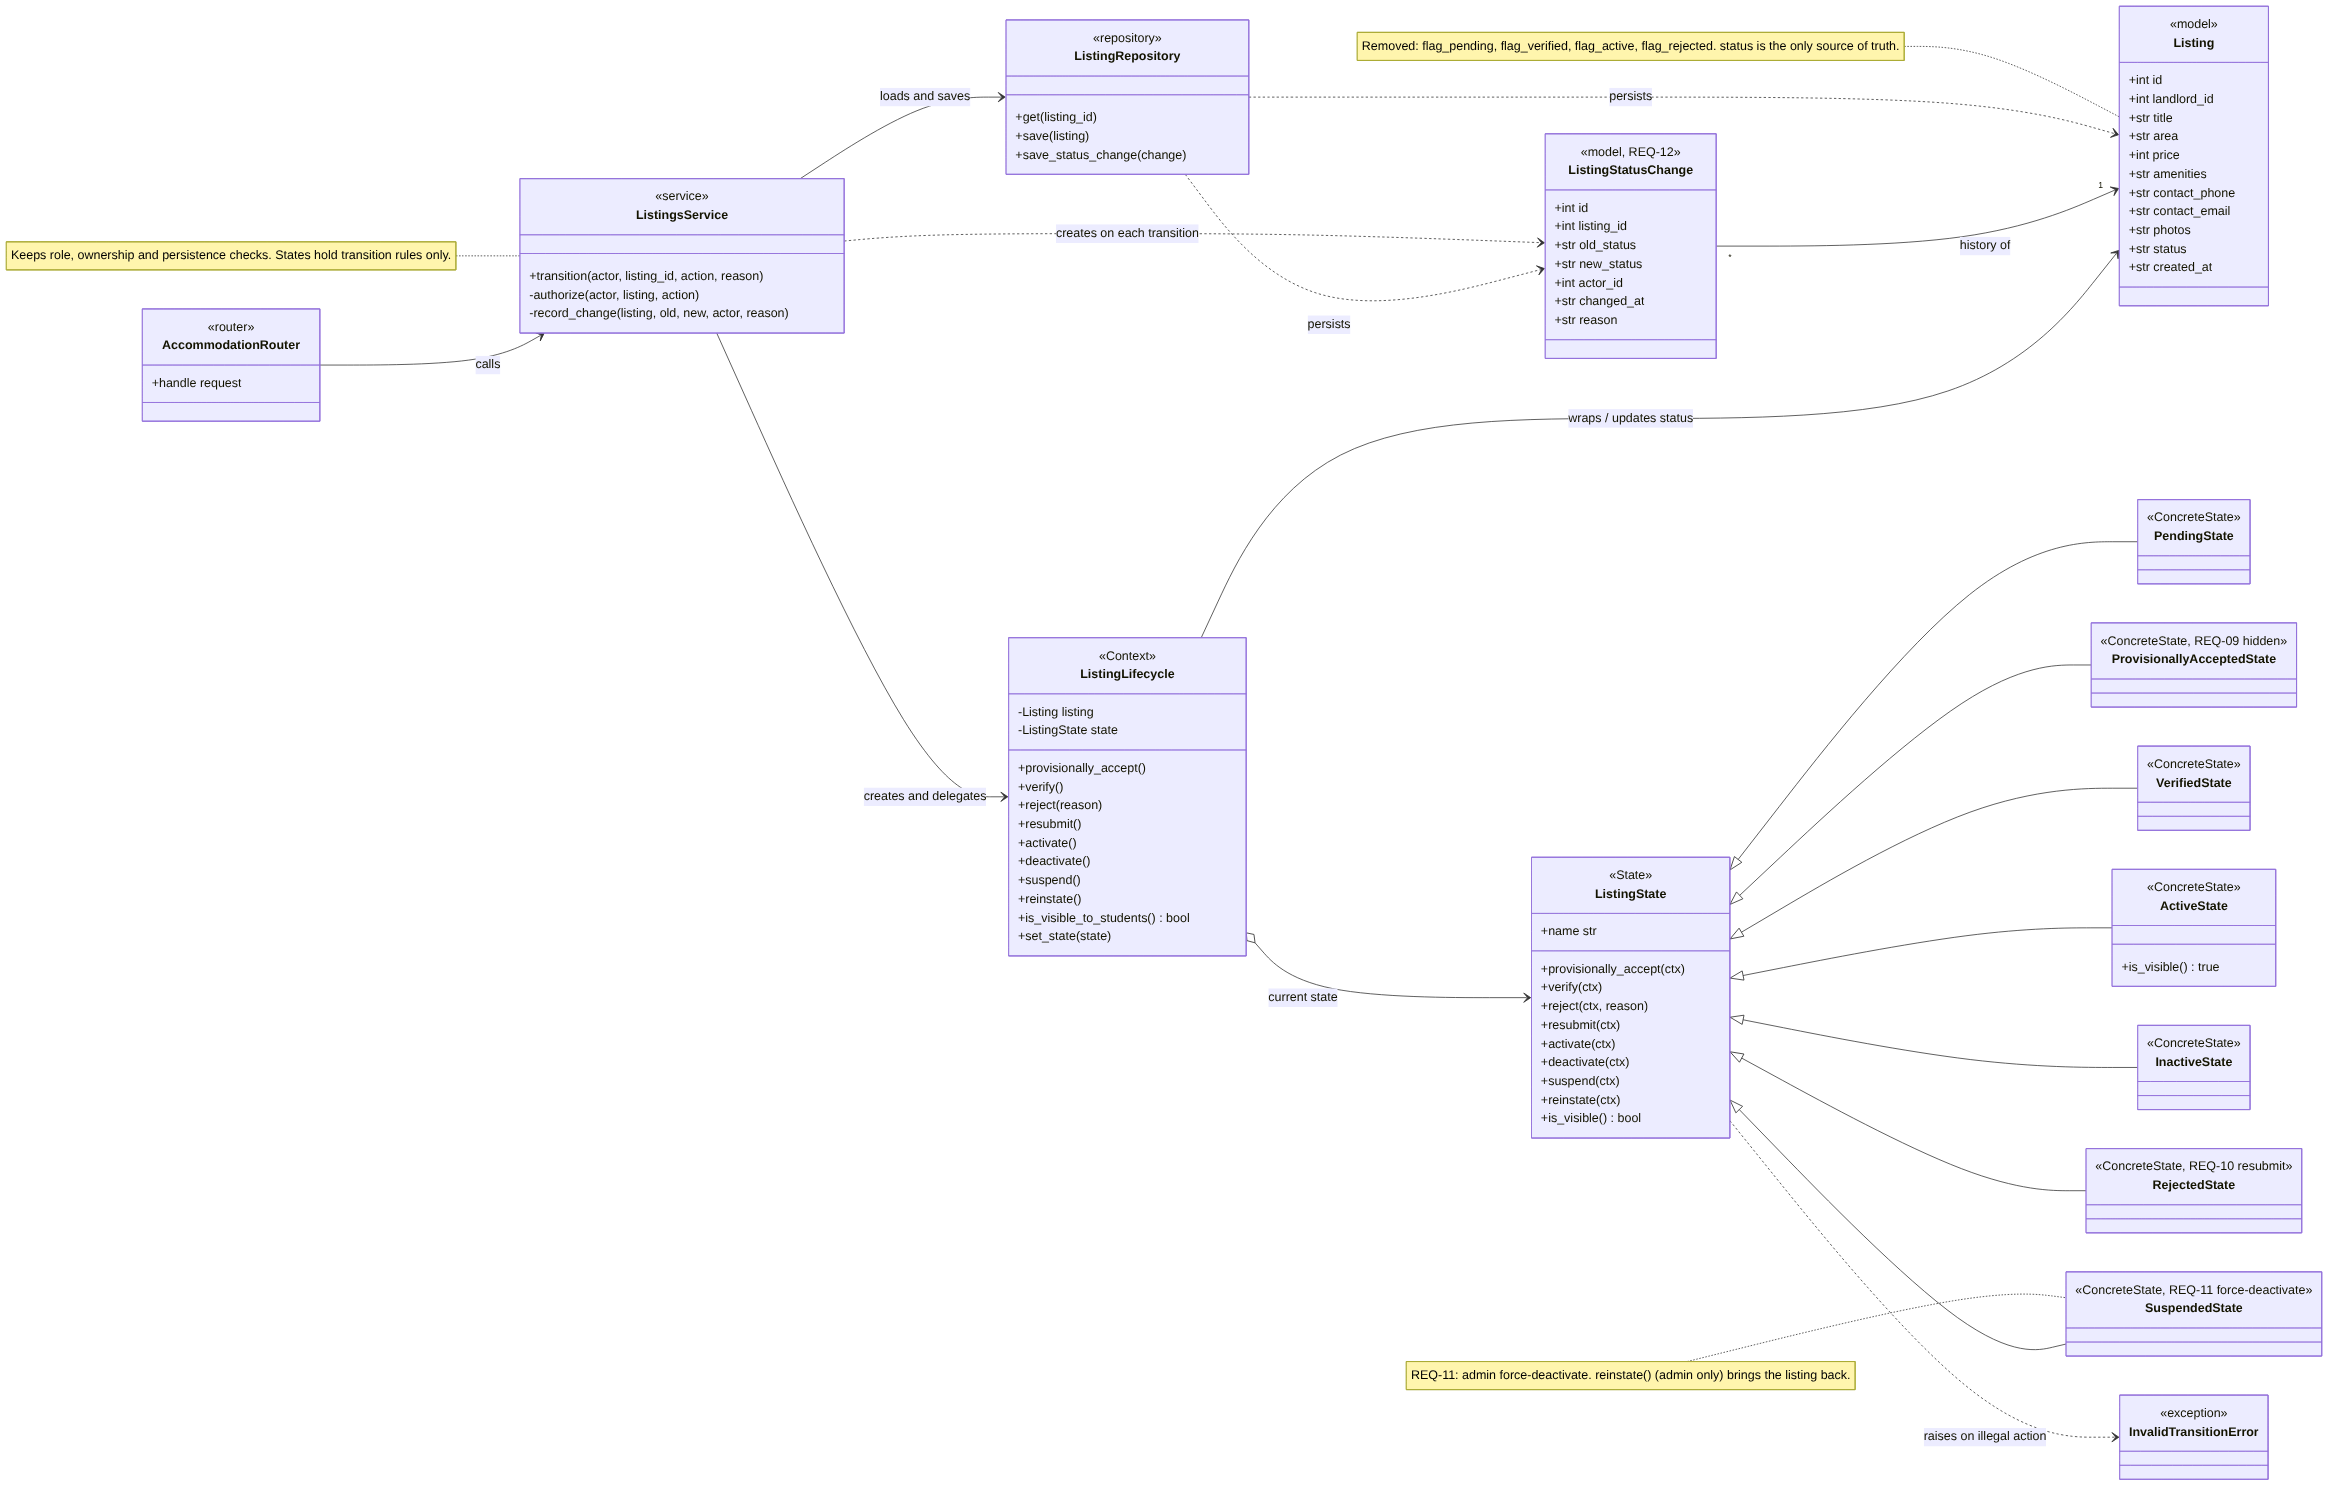 «repository»
ListingRepository
+get(listing_id)
+save(listing)
+save_status_change(change)
loads and saves
Removed: flag_pending, flag_verified, flag_active, flag_rejected. status is the only source of truth.
persists
«model»
Listing
+int id
+int landlord_id
+str title
+str area
+int price
+str amenities
+str contact_phone
+str contact_email
+str photos
+str status
+str created_at
«model, REQ-12»
ListingStatusChange
+int id
+int listing_id
+str old_status
+str new_status
+int actor_id
+str changed_at
+str reason
1
*
history of
«service»
ListingsService
+transition(actor, listing_id, action, reason)
-authorize(actor, listing, action)
-record_change(listing, old, new, actor, reason)
creates on each transition
Keeps role, ownership and persistence checks. States hold transition rules only.
persists
«router»
AccommodationRouter
+handle request
calls
wraps / updates status
«ConcreteState»
PendingState
«ConcreteState, REQ-09 hidden»
ProvisionallyAcceptedState
«Context»
ListingLifecycle
-Listing listing
-ListingState state
+provisionally_accept()
+verify()
+reject(reason)
+resubmit()
+activate()
+deactivate()
+suspend()
+reinstate()
+is_visible_to_students() : bool
+set_state(state)
creates and delegates
«ConcreteState»
VerifiedState
«State»
ListingState
+name str
+provisionally_accept(ctx)
+verify(ctx)
+reject(ctx, reason)
+resubmit(ctx)
+activate(ctx)
+deactivate(ctx)
+suspend(ctx)
+reinstate(ctx)
+is_visible() : bool
current state
«ConcreteState»
ActiveState
+is_visible() : true
«ConcreteState»
InactiveState
«ConcreteState, REQ-10 resubmit»
RejectedState
«ConcreteState, REQ-11 force-deactivate»
SuspendedState
REQ-11: admin force-deactivate. reinstate() (admin only) brings the listing back.
raises on illegal action
«exception»
InvalidTransitionError